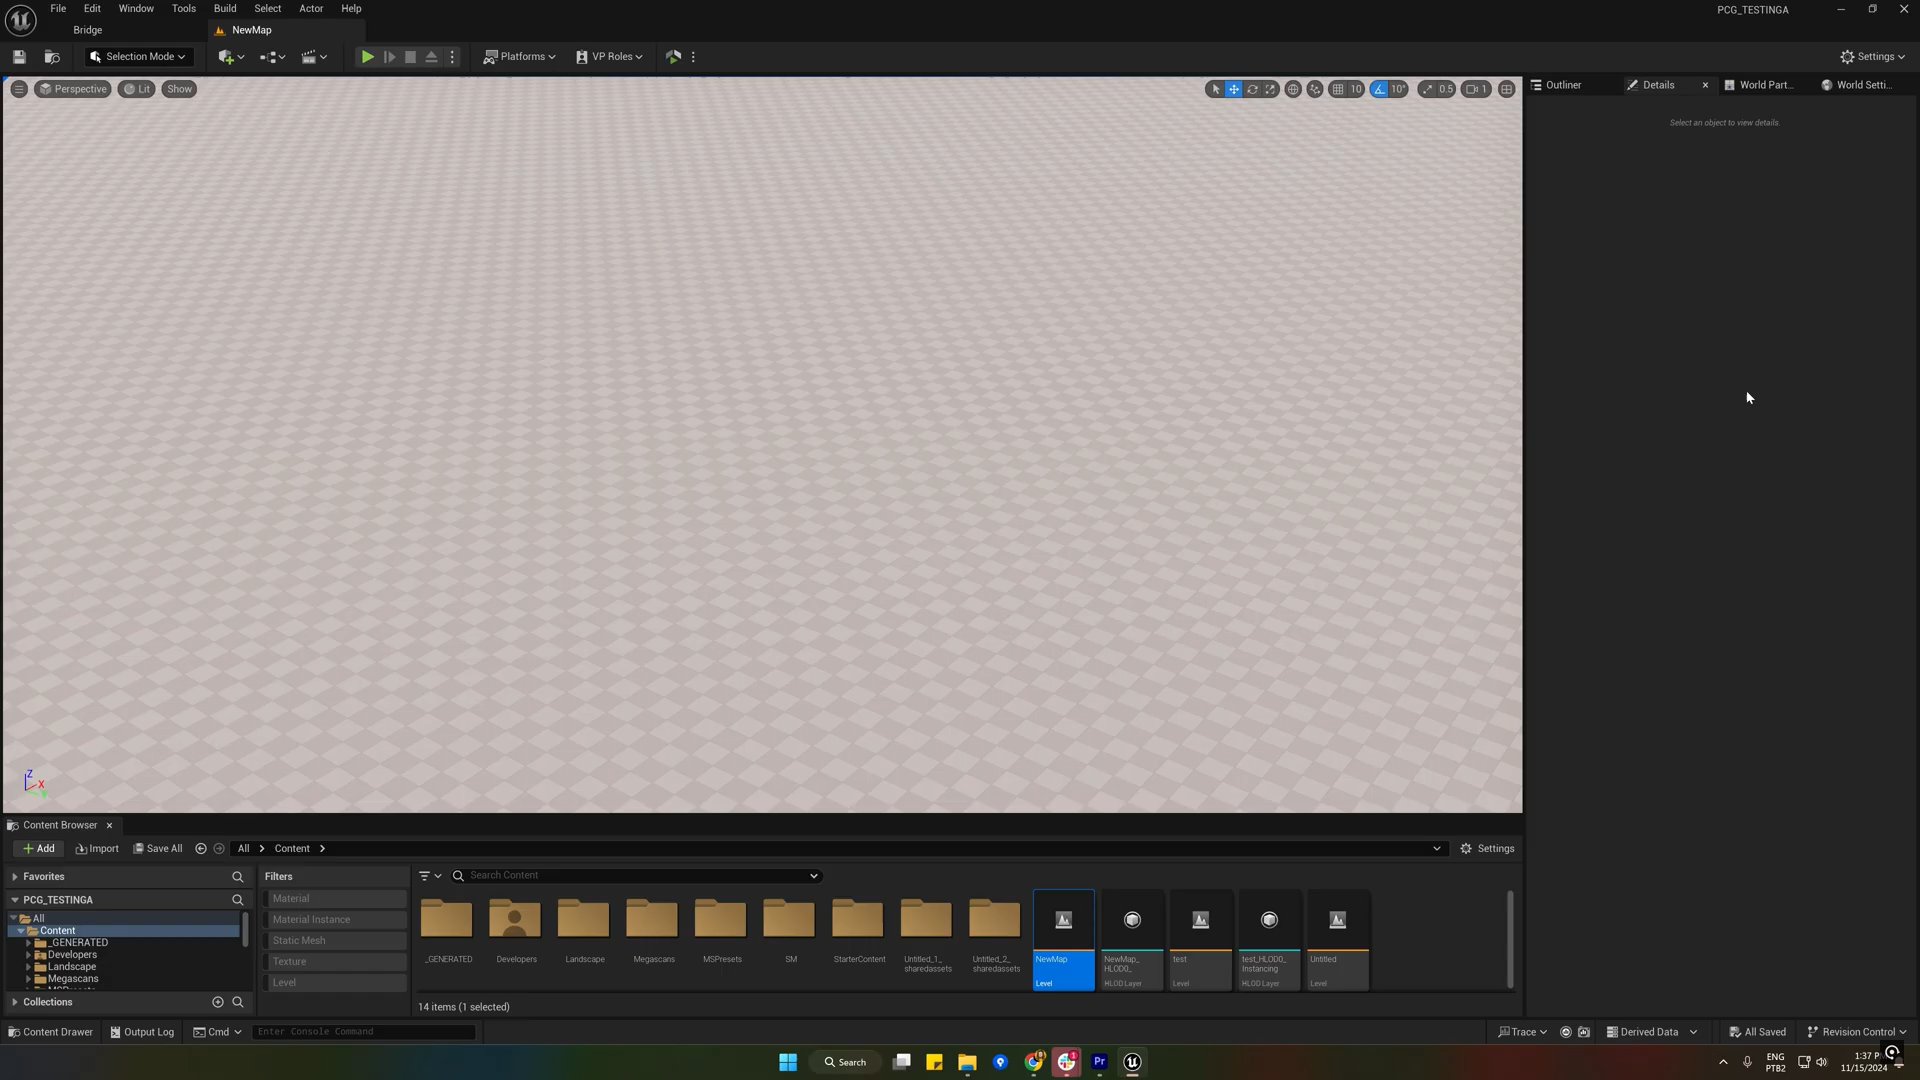 File Edit Window Tools Build Select Actor Help
PCG_TESTINGA
Bridge
NewMap
Selection Mode
Platforms
VP Roles
Settings
Perspective
Lit
Show
10
10°
0.5
1
Outliner
Details
World Part...
World Setti...
Select an object to view details.
Z
X
Content Browser
Add
Import
Save All
All
Content
Settings
Favorites
Filters
Search Content
PCG_TESTINGA
All
Content
_GENERATED
Developers
Landscape
Megascans
Collections
Material
Material Instance
Static Mesh
Texture
Level
_GENERATED
Developers
Landscape
Megascans
MSPresets
SM
StarterContent
Untitled_1_
sharedassets
Untitled_2_
sharedassets
NewMap
Level
NewMap_
HLOD0_
HLOD Layer
test
Level
test_HLOD0_
Instancing
HLOD Layer
Untitled
Level
14 items (1 selected)
Content Drawer
Output Log
Cmd
Enter Console Command
Trace
Derived Data
All Saved
Revision Control
Search
Pr
ENG
PTB2
1:37 P
11/15/2024